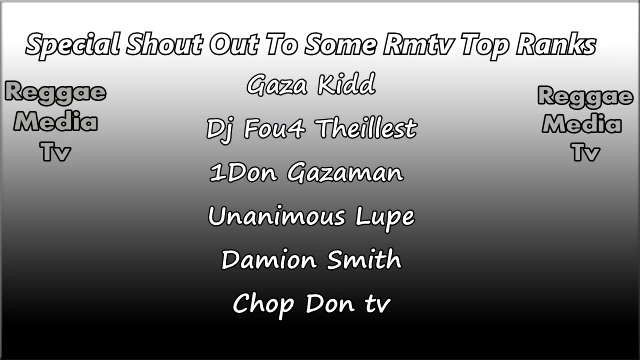 Special Shout Out To Some Rmtv Top Ranks
Gaza Kidd
Reggae
Media
Tv
Reggae
Media
Tv
Dj Fou4 Theillest
1Don Gazaman
Unanimous Lupe
Damion Smith
Chop Don tv